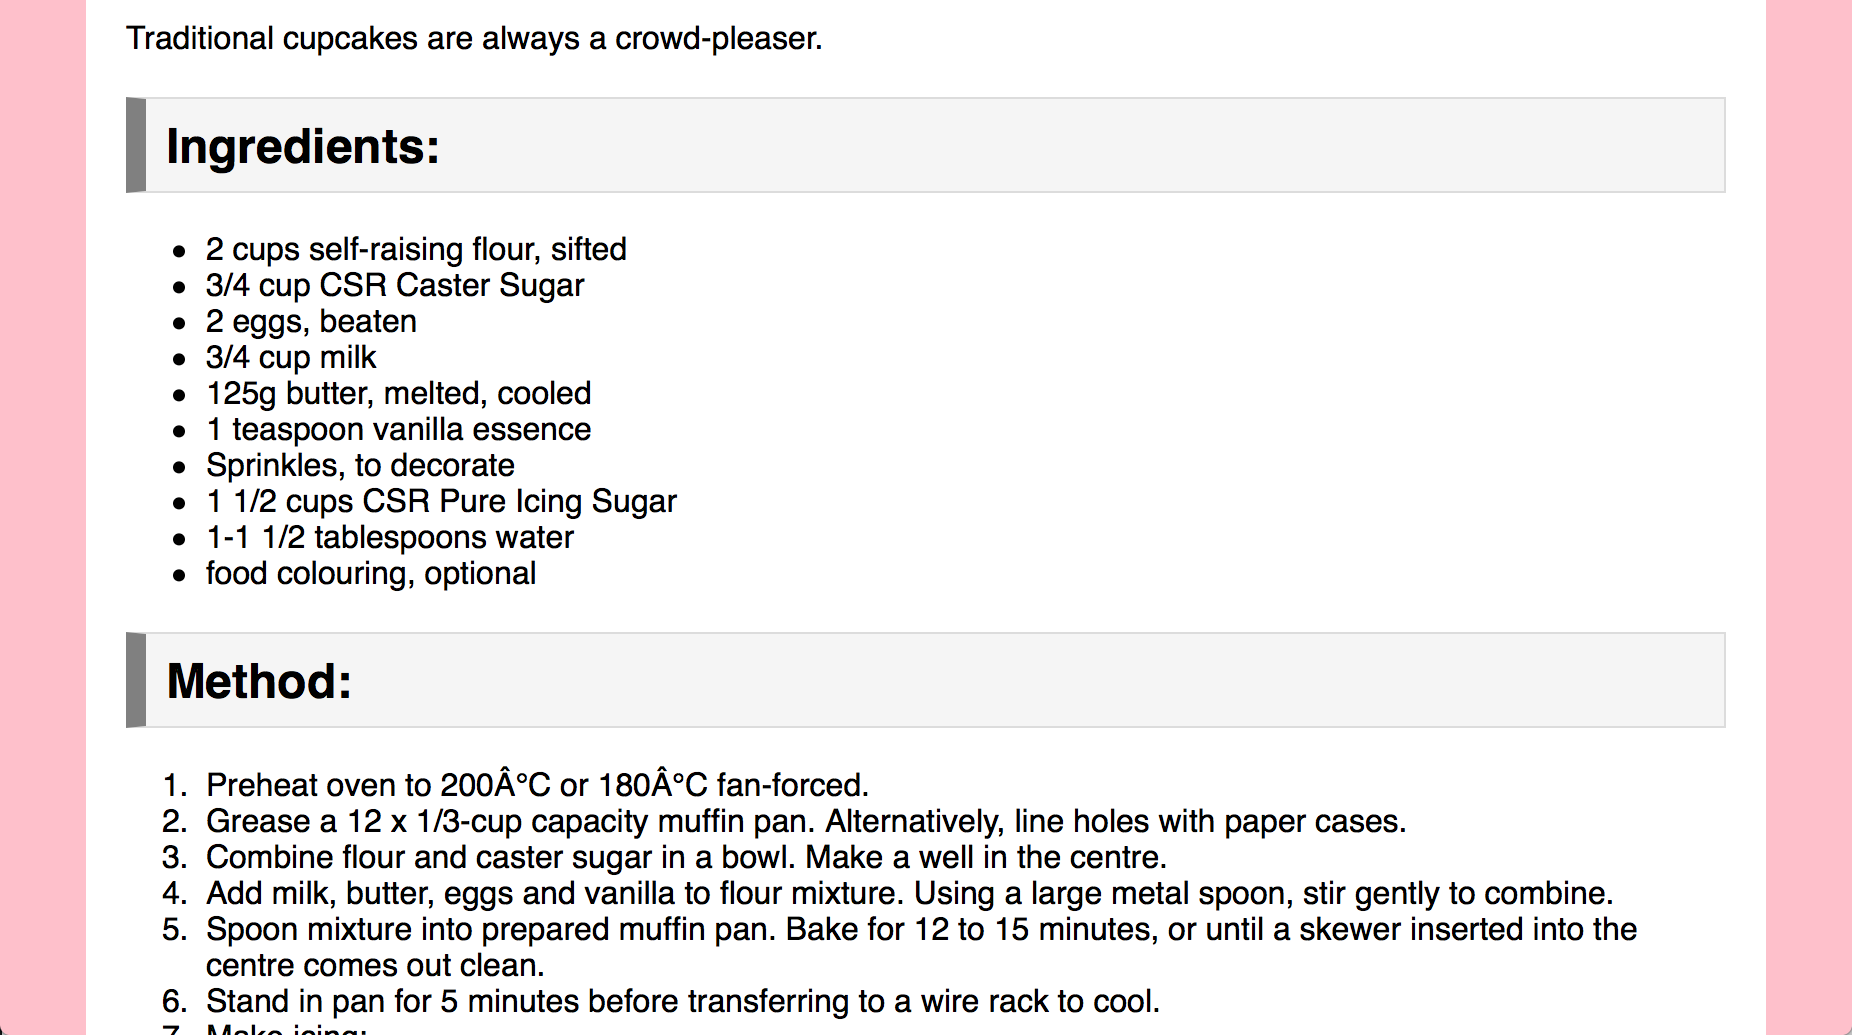 Traditional cupcakes are always a crowd-pleaser.
Ingredients:
• 2 cups self-raising flour, sifted
• 3/4 cup CSR Caster Sugar
• 2 eggs, beaten
• 3/4 cup milk
• 125g butter, melted, cooled
• 1 teaspoon vanilla essence
• Sprinkles, to decorate
• 1 1/2 cups CSR Pure Icing Sugar
• 1-1 1/2 tablespoons water
• food colouring, optional
Method:
1. Preheat oven to 200Â°C or 180Â°C fan-forced.
2. Grease a 12 x 1/3-cup capacity muffin pan. Alternatively, line holes with paper cases.
3. Combine flour and caster sugar in a bowl. Make a well in the centre.
4. Add milk, butter, eggs and vanilla to flour mixture. Using a large metal spoon, stir gently to combine.
5. Spoon mixture into prepared muffin pan. Bake for 12 to 15 minutes, or until a skewer inserted into the
centre comes out clean.
6. Stand in pan for 5 minutes before transferring to a wire rack to cool.
7. Make icing: